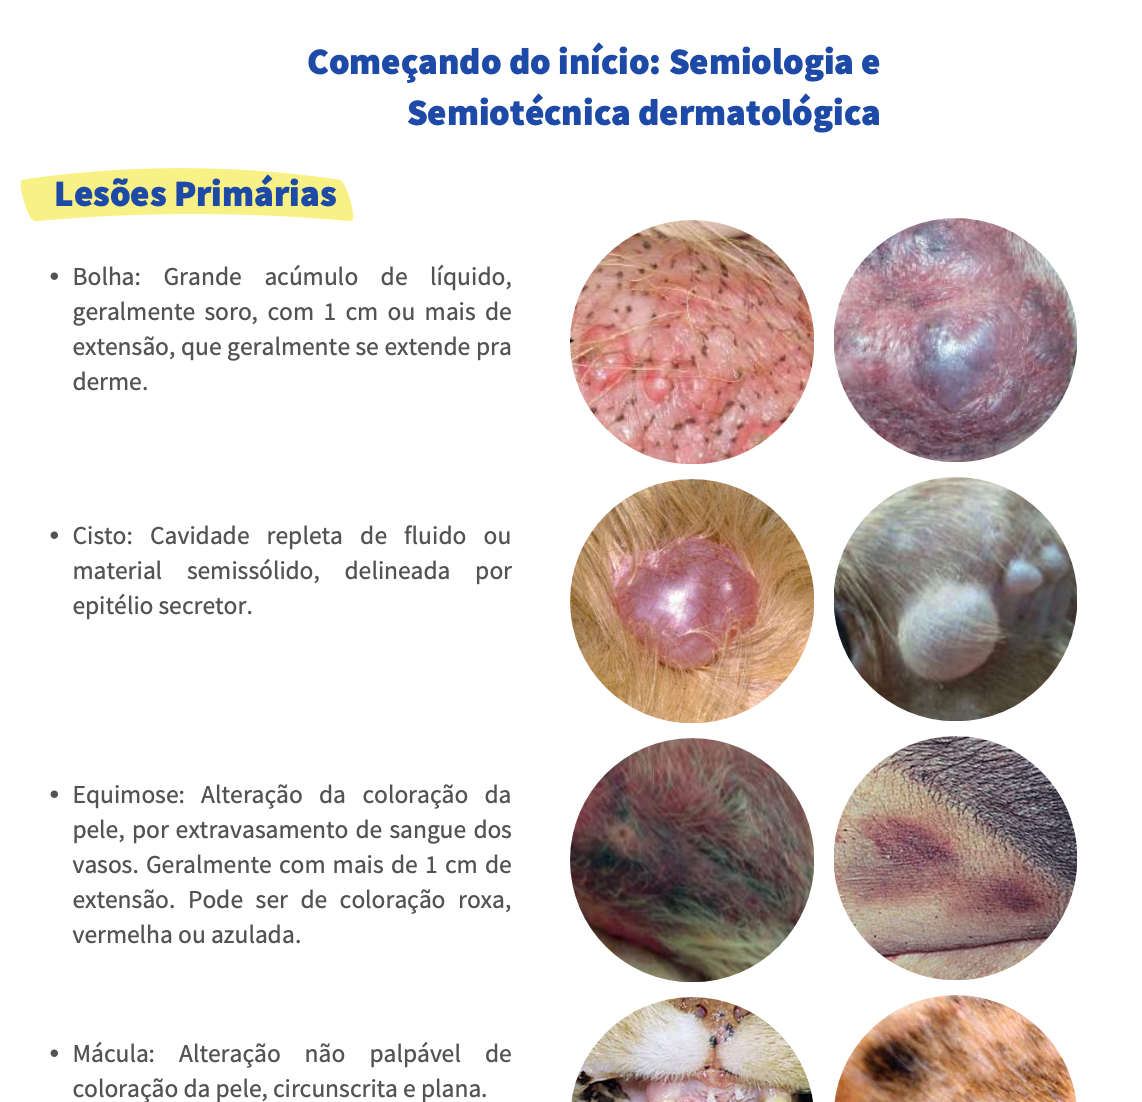 Começando do início: Semiologia e
Semiotécnica dermatológica
Lesões Primárias
• Bolha: Grande acúmulo de líquido,
geralmente soro, com 1 cm ou mais de
extensão, que geralmente se extende pra
derme.
• Cisto: Cavidade repleta de fluido ou
material semissólido, delineada por
epitélio secretor.
• Equimose: Alteração da coloração da
pele, por extravasamento de sangue dos
vasos. Geralmente com mais de 1 cm de
extensão. Pode ser de coloração roxa,
vermelha ou azulada.
• Mácula: Alteração não palpável de
coloração da pele, circunscrita e plana.